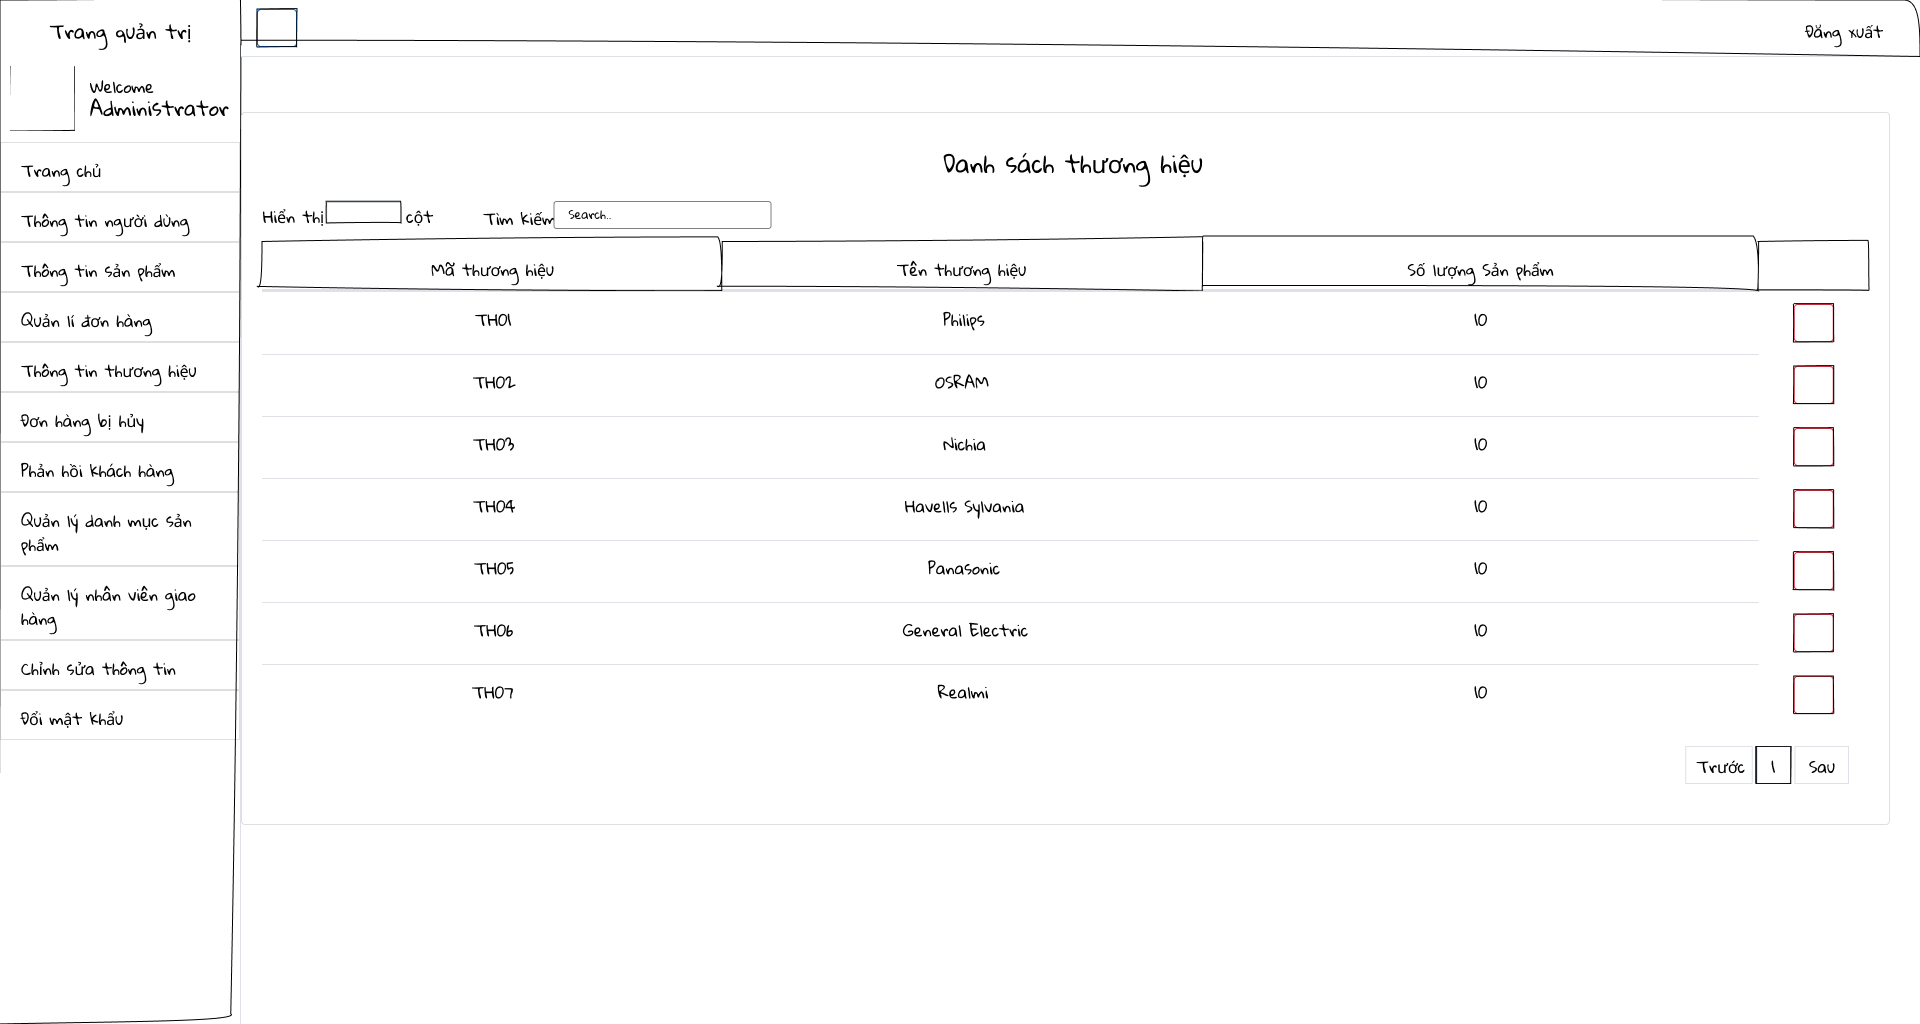 Trang quản trị
Đăng xuất
Welcome
Administrator
Trang chủ
Thông tin người dùng
Thông tin sản phẩm
Quản lí đơn hàng
Thông tin thương hiệu
Đơn hàng bị hủy
Phản hồi khách hàng
Quản lý danh mục sản
phẩm
Quản lý nhân viên giao
hàng
Chỉnh sửa thông tin
Đổi mật khẩu
Danh sách thương hiệu
Hiển thị cột Tìm kiếm Search..
Mã thương hiệu Tên thương hiệu Số lượng sản phẩm
TH01 Philips 10
TH02 OSRAM 10
TH03 Nichia 10
TH04 Havells Sylvania 10
TH05 Panasonic 10
TH06 General Electric 10
TH07 Realmi 10
Trước 1 Sau